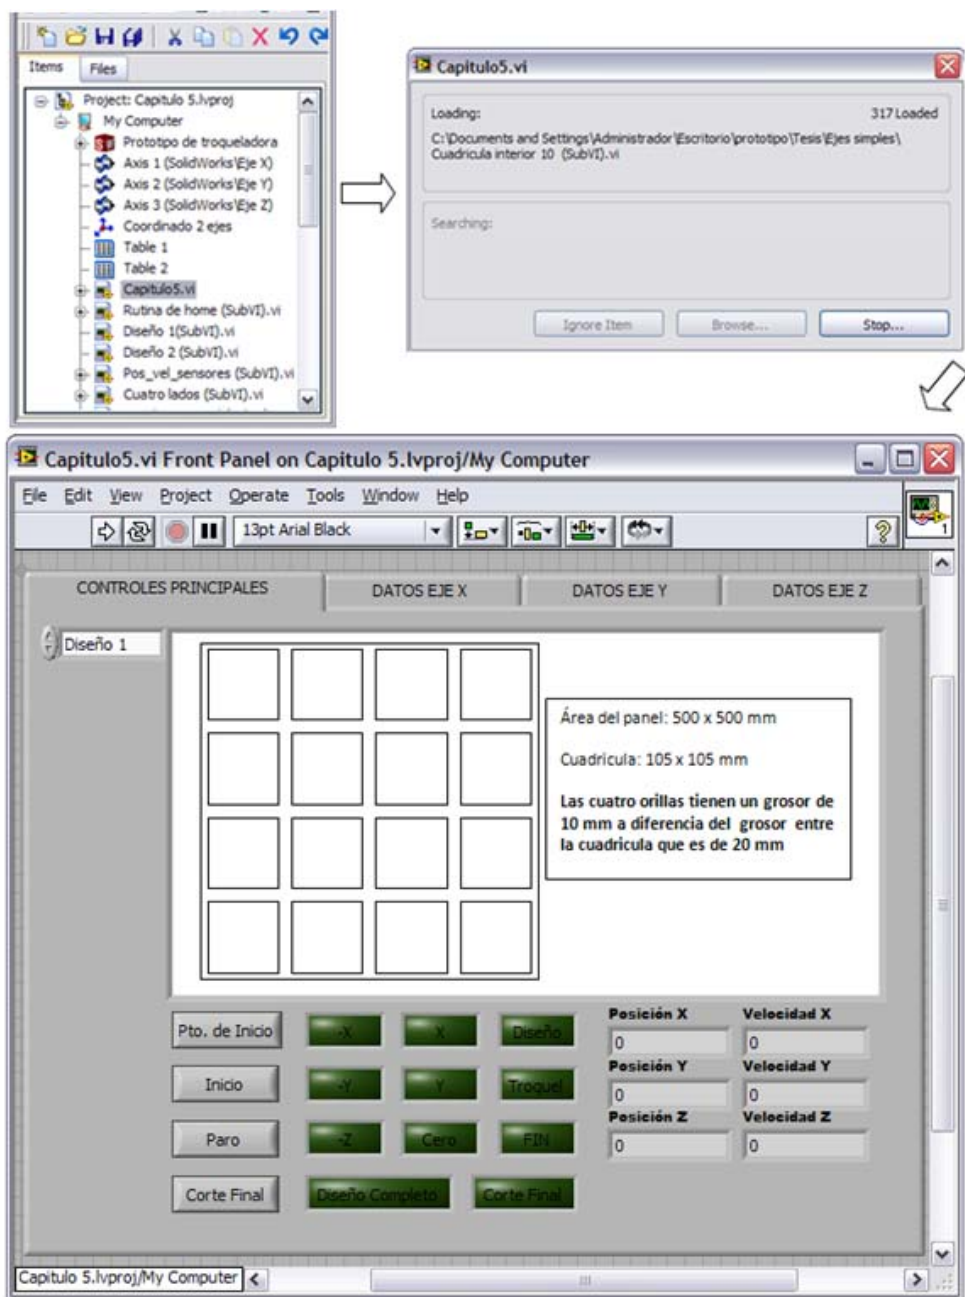 Items Files
Project: Capitulo 5.lvproj
My Computer
Prototipo de troqueladora
Axis 1 (SolidWorks\Eje X)
Axis 2 (SolidWorks\Eje Y)
Axis 3 (SolidWorks\Eje Z)
Coordinado 2 ejes
Table 1
Table 2
Capitulo5.vi
Rutina de home (SubVI).vi
Diseño 1(SubVI).vi
Diseño 2 (SubVI).vi
Pos_vel_sensores (SubVI).vi
Cuatro lados (SubVI).vi
Capitulo5.vi
Loading: 317 Loaded
C:\Documents and Settings\Administrador\Escritorio\prototipo\Tesis\Ejes simples\
Cuadricula interior 10 (SubVI).vi
Searching:
Ignore Item Browse... Stop...
Capitulo5.vi Front Panel on Capitulo 5.lvproj/My Computer
File Edit View Project Operate Tools Window Help
13pt Arial Black
1
CONTROLES PRINCIPALES DATOS EJE X DATOS EJE Y DATOS EJE Z
Diseño 1
Área del panel: 500 x 500 mm
Cuadricula: 105 x 105 mm
Las cuatro orillas tienen un grosor de
10 mm a diferencia del grosor entre
la cuadricula que es de 20 mm
Pto. de Inicio -X X Diseño
Posición X Velocidad X
0 0
Inicio -Y Y Troquel
Posición Y Velocidad Y
0 0
Paro -Z Cero FIN
Posición Z Velocidad Z
0 0
Corte Final Diseño Completo Corte Final
Capitulo 5.lvproj/My Computer